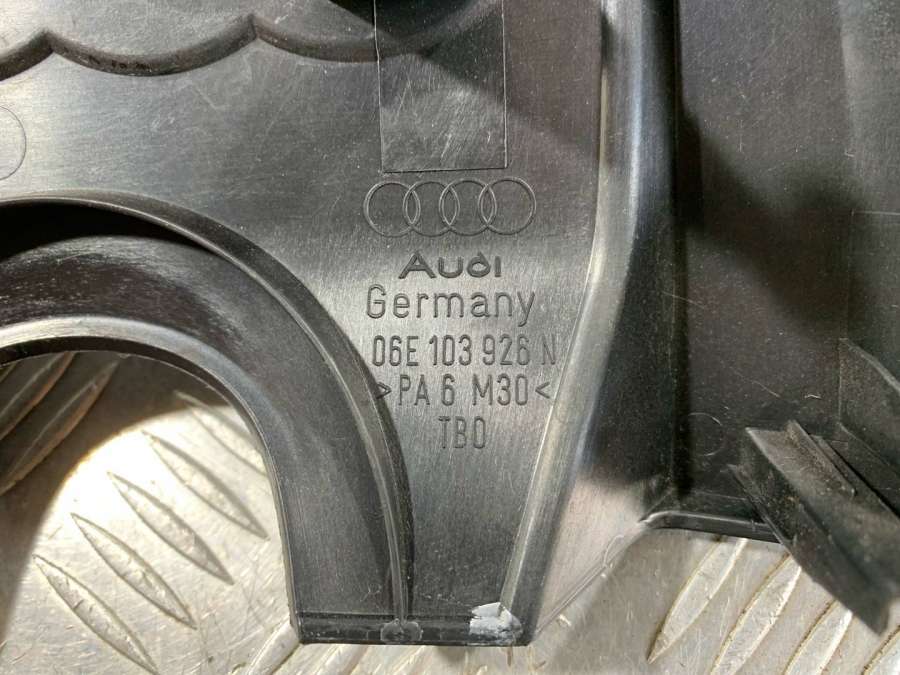 Audi
Germany
06E 103 926 N
>PA 6 M30<
TBO